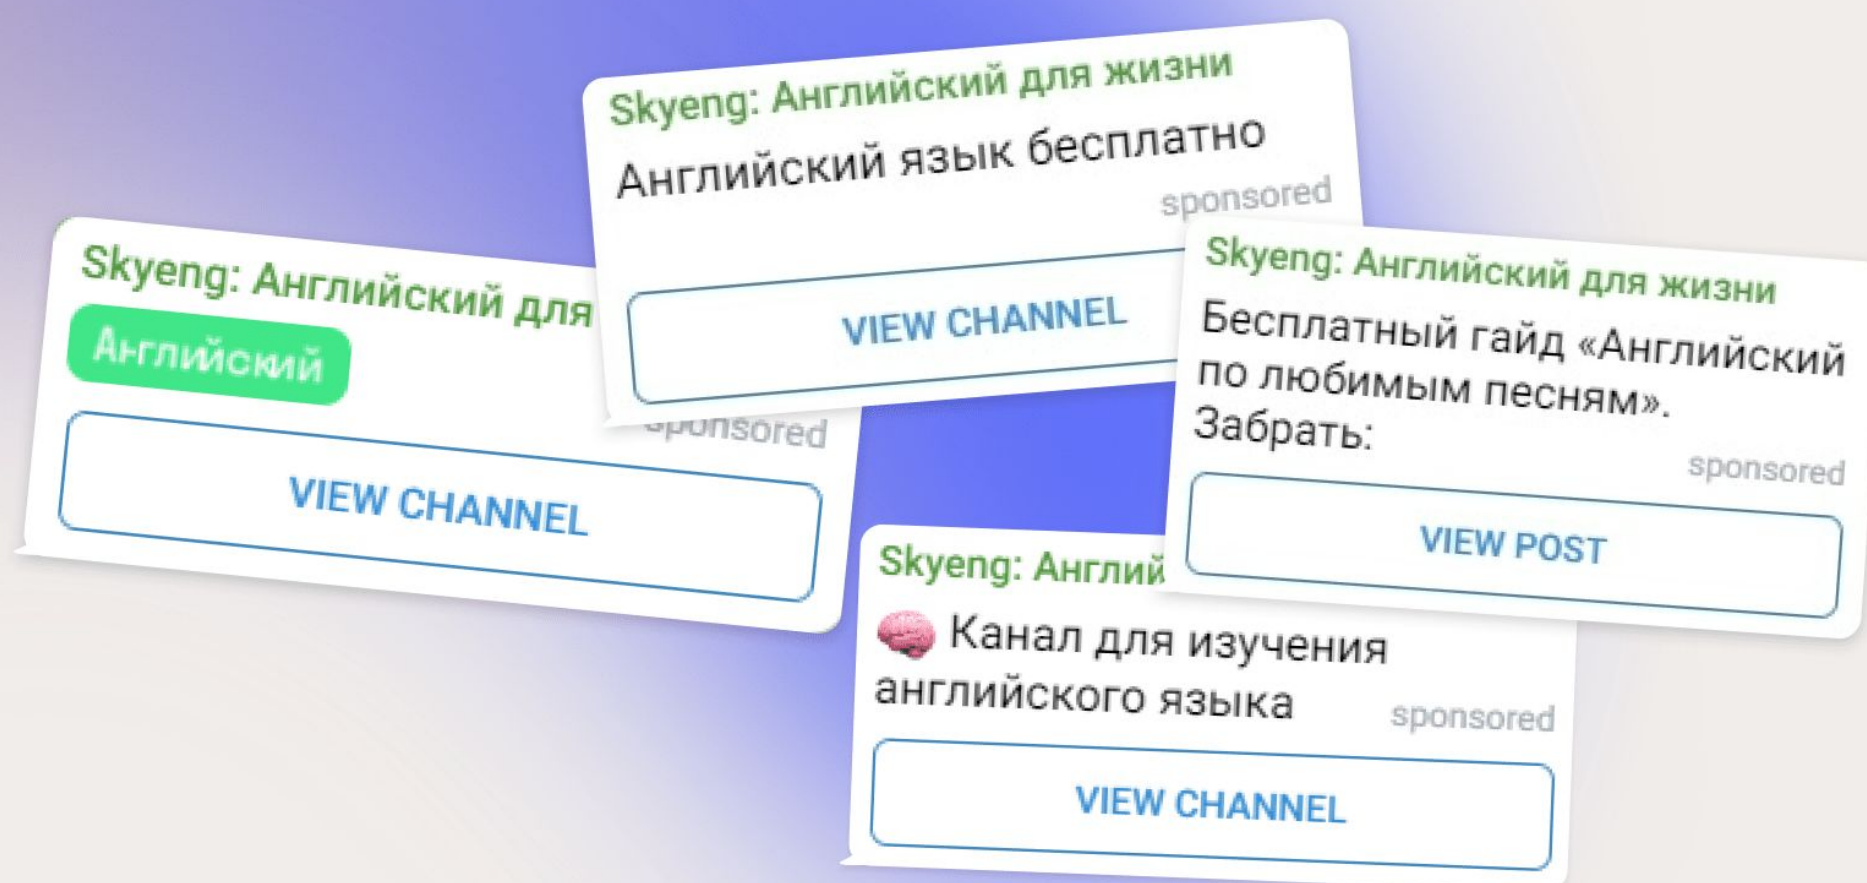 Skyeng: Английский для жизни
Английский язык бесплатно
sponsored
VIEW CHANNEL
Skyeng: Английский для
Английский
sponsored
VIEW CHANNEL
Skyeng: Английский для жизни
Бесплатный гайд «Английский
по любимым песням».
Забрать:
sponsored
VIEW POST
Skyeng: Англий
Канал для изучения
английского языка
sponsored
VIEW CHANNEL